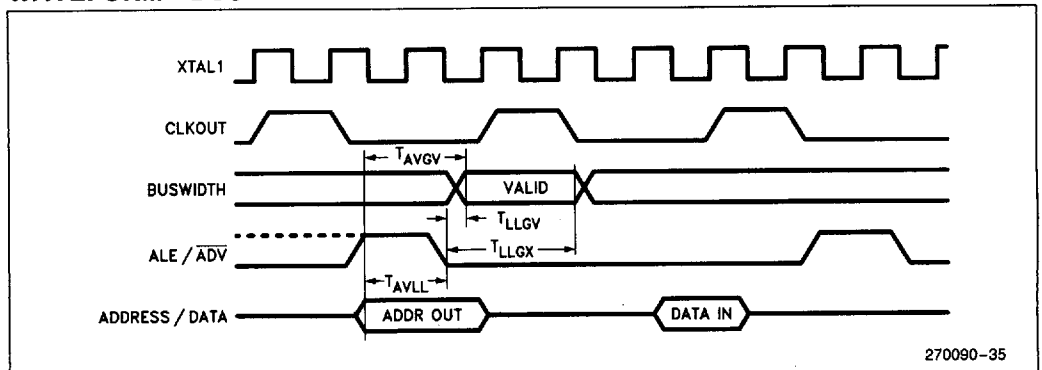 XTAL1
CLKOUT
TAVGV
BUSWIDTH
VALID
TLLGV
ALE / ADV
TLLGX
TAVLL
ADDRESS / DATA
ADDR OUT
DATA IN
270090-35